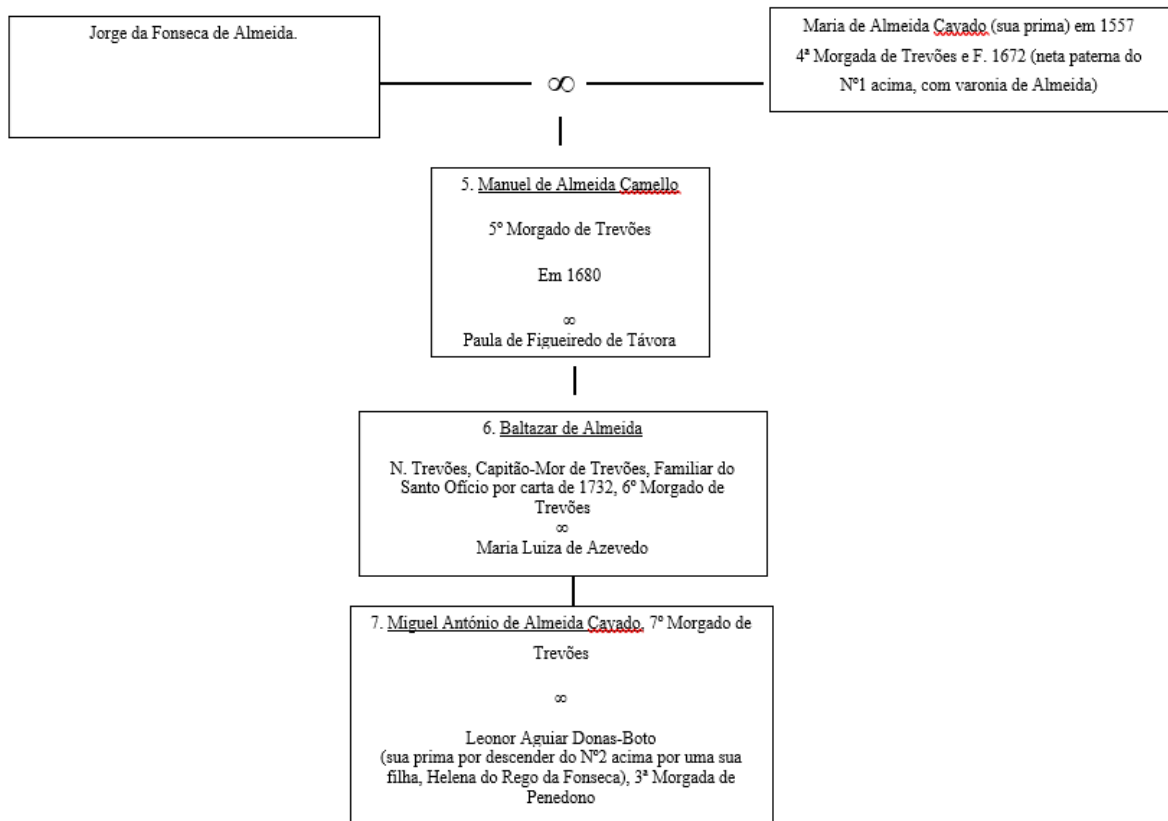 Jorge da Fonseca de Almeida.
Maria de Almeida Cavado (sua prima) em 1557
4ª Morgada de Trevões e F. 1672 (neta paterna do
Nº1 acima, com varonia de Almeida)
∞
5. Manuel de Almeida Camello
5º Morgado de Trevões
Em 1680
∞
Paula de Figueiredo de Távora
6. Baltazar de Almeida
N. Trevões, Capitão-Mor de Trevões, Familiar do
Santo Ofício por carta de 1732, 6º Morgado de
Trevões
∞
Maria Luiza de Azevedo
7. Miguel António de Almeida Cavado, 7º Morgado de
Trevões
∞
Leonor Aguiar Donas-Boto
(sua prima por descender do Nº2 acima por uma sua
filha, Helena do Rego da Fonseca), 3ª Morgada de
Penedono